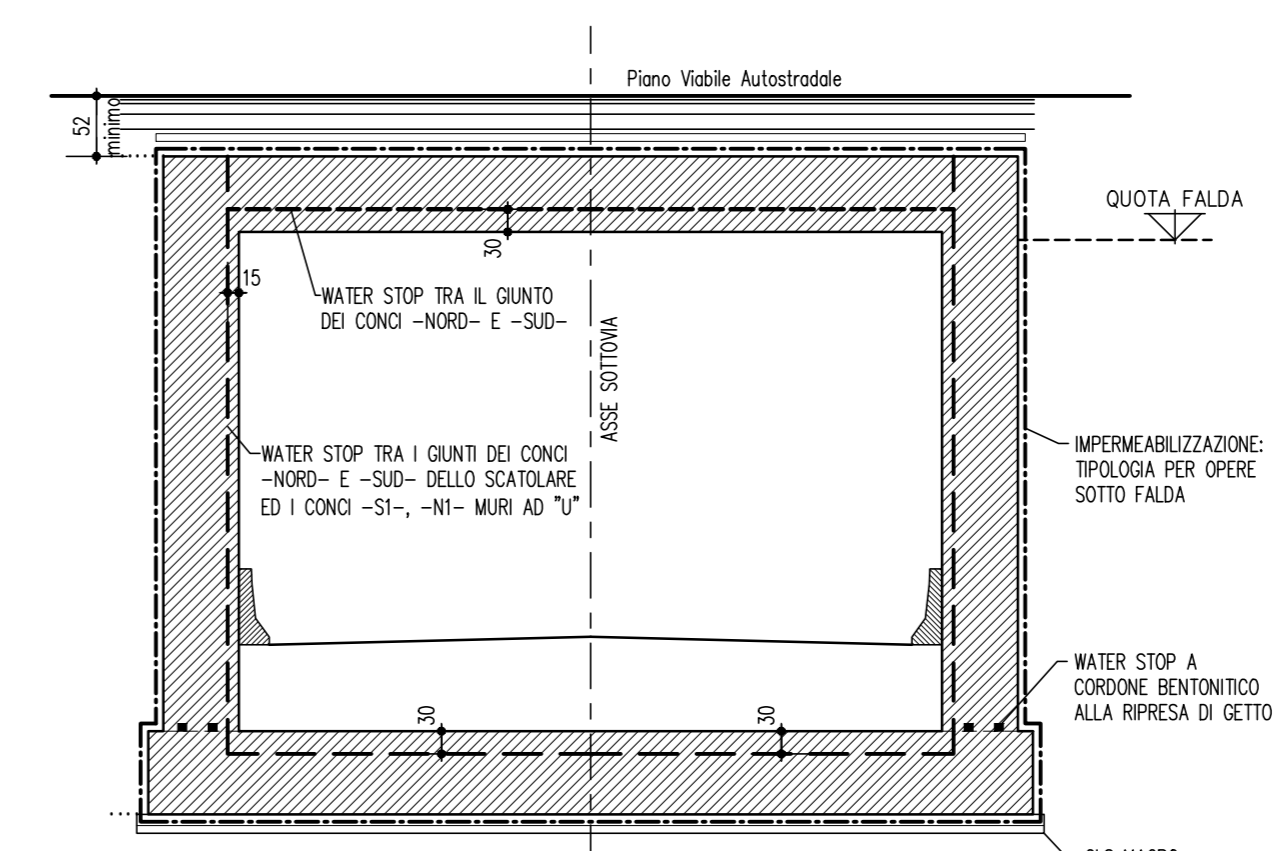 Piano Viabile Autostradale
52
minimo
QUOTA FALDA
30
15
WATER STOP TRA IL GIUNTO
DEI CONCI –NORD– E –SUD–
ASSE SOTTOVIA
WATER STOP TRA I GIUNTI DEI CONCI
–NORD– E –SUD– DELLO SCATOLARE
ED I CONCI –S1–, –N1– MURI AD "U"
IMPERMEABILIZZAZIONE:
TIPOLOGIA PER OPERE
SOTTO FALDA
WATER STOP A
CORDONE BENTONITICO
ALLA RIPRESA DI GETTO
30
30